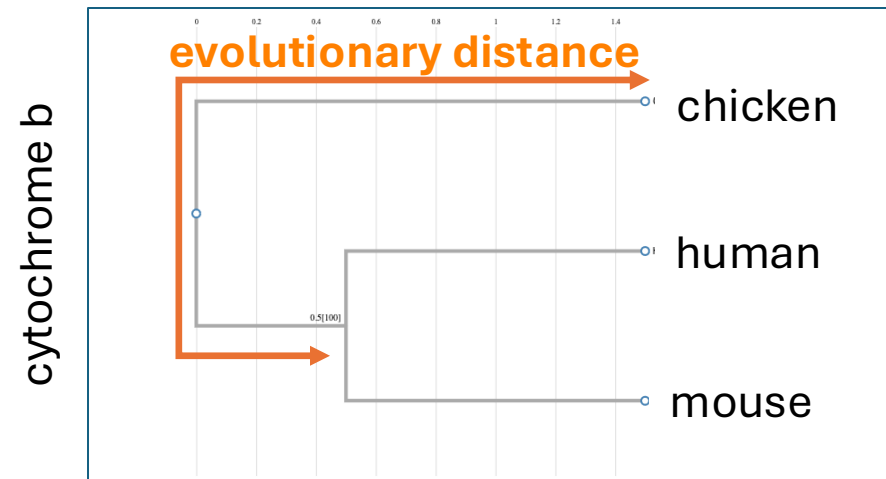 0 0.2 0.4 0.6 0.8 1 1.2 1.4
evolutionary distance
chicken
cytochrome b
human
0.5[100]
mouse